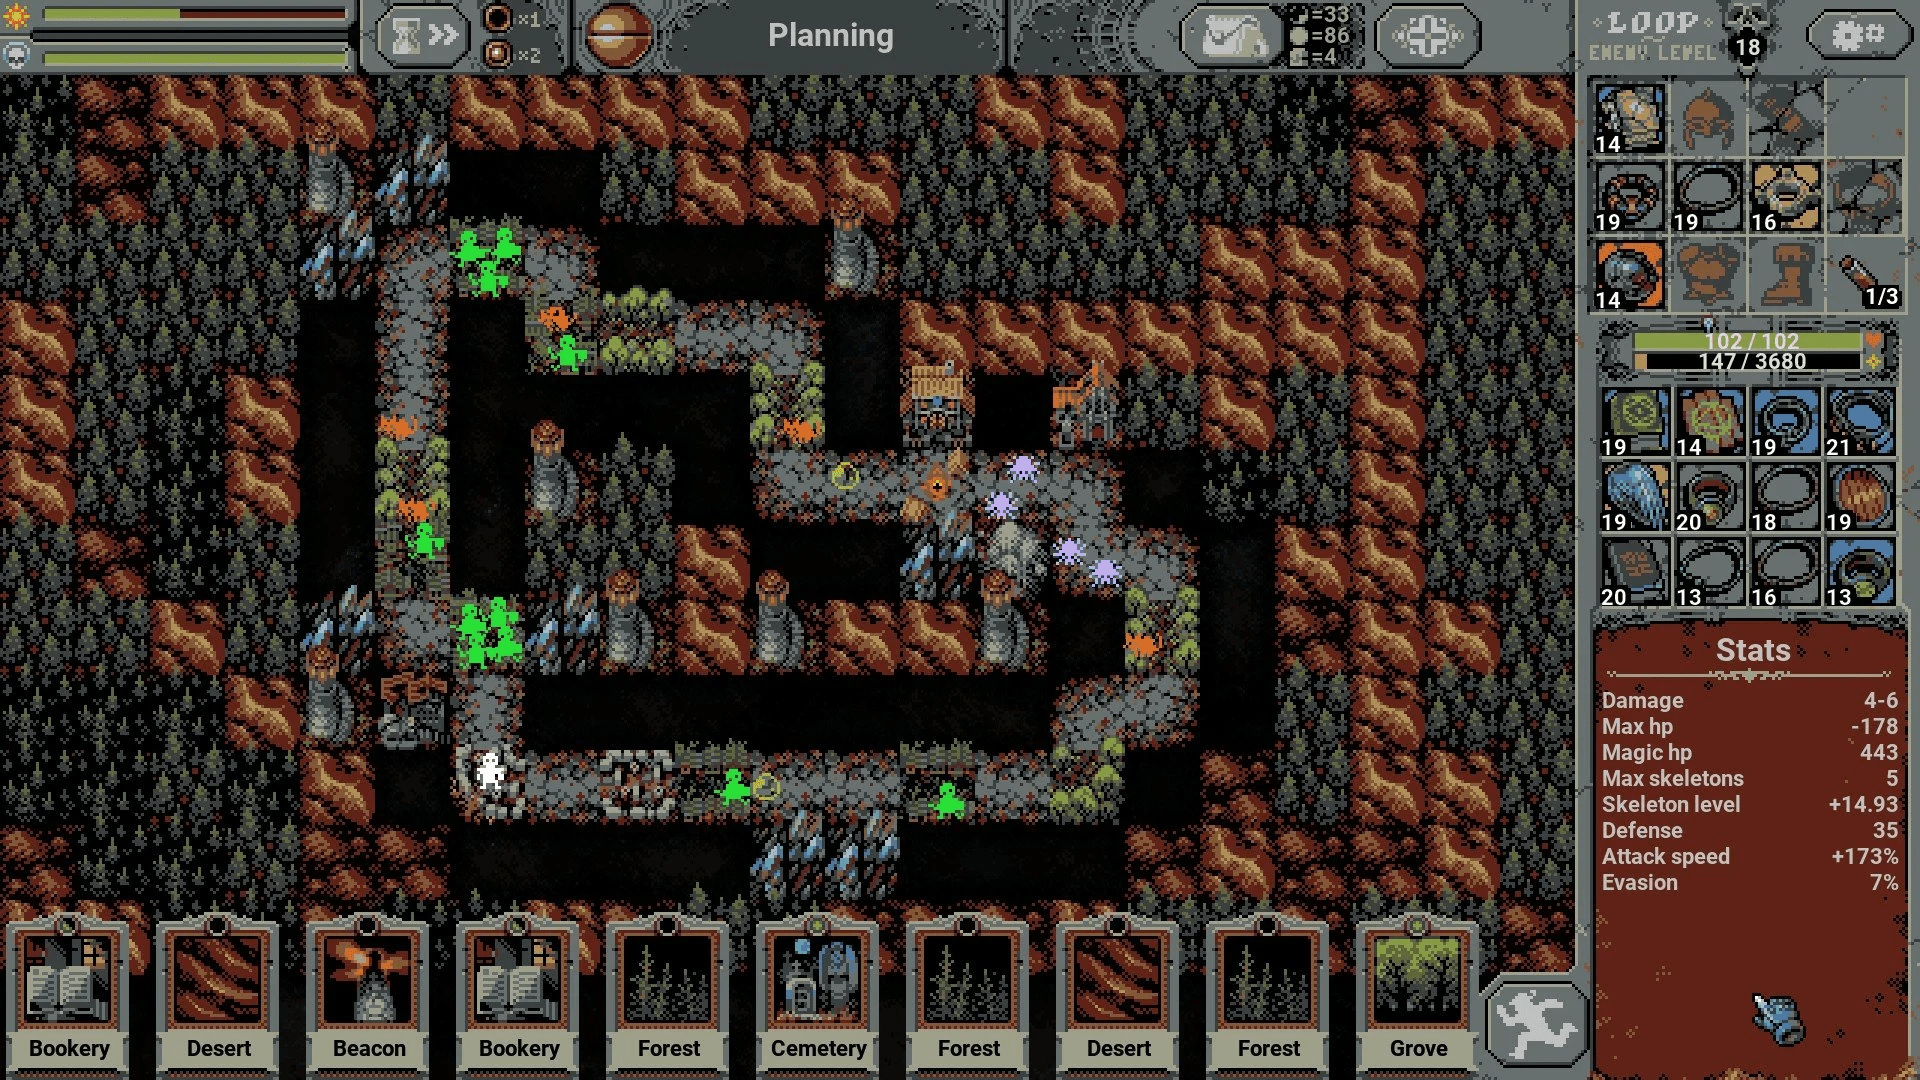 ×1
×2
Planning
=33
=86
=4
LOOP
ENEMY LEVEL
18
14
19
19
16
14
1/3
102 / 102
147 / 3680
19
14
19
21
19
20
18
19
20
13
16
13
Stats
Damage 4-6
Max hp -178
Magic hp 443
Max skeletons 5
Skeleton level +14.93
Defense 35
Attack speed +173%
Evasion 7%
Bookery
Desert
Beacon
Bookery
Forest
Cemetery
Forest
Desert
Forest
Grove